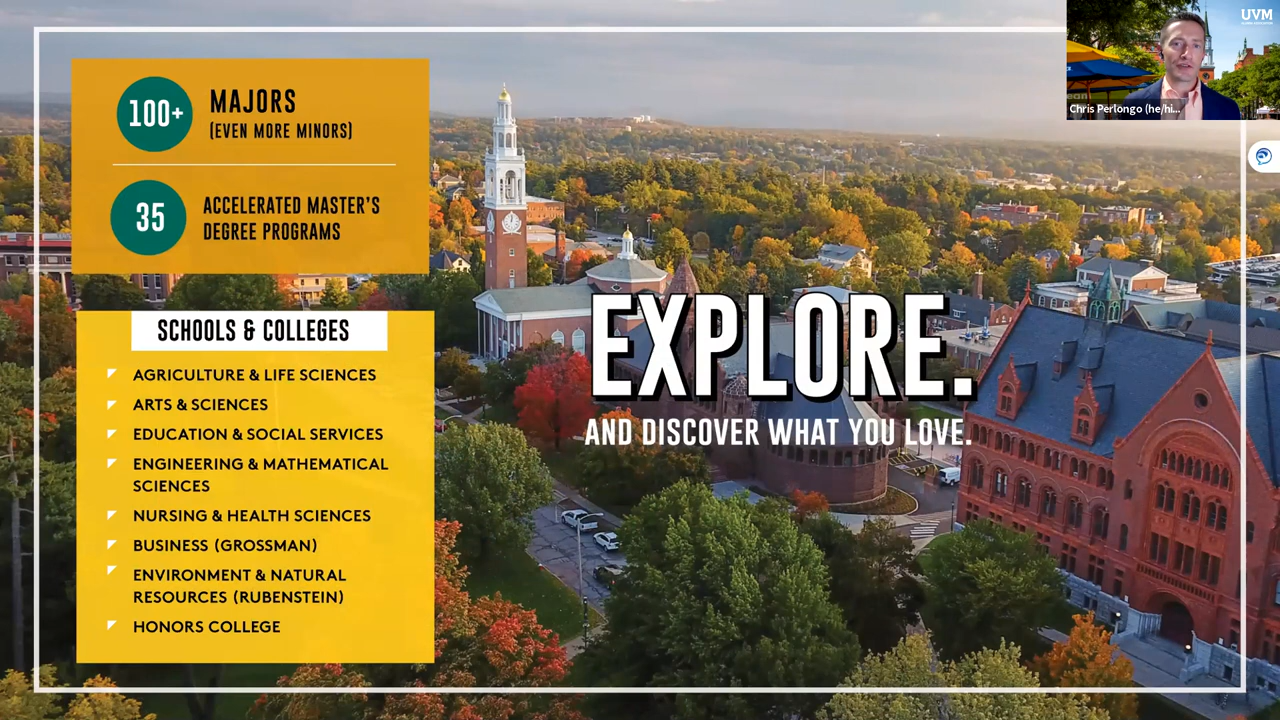 100+
MAJORS
(EVEN MORE MINORS)
35
ACCELERATED MASTER'S
DEGREE PROGRAMS
SCHOOLS & COLLEGES
AGRICULTURE & LIFE SCIENCES
ARTS & SCIENCES
EDUCATION & SOCIAL SERVICES
ENGINEERING & MATHEMATICAL
SCIENCES
NURSING & HEALTH SCIENCES
BUSINESS (GROSSMAN)
ENVIRONMENT & NATURAL
RESOURCES (RUBENSTEIN)
HONORS COLLEGE
EXPLORE.
AND DISCOVER WHAT YOU LOVE.
UVM
Chris Perlongo (he/hi...